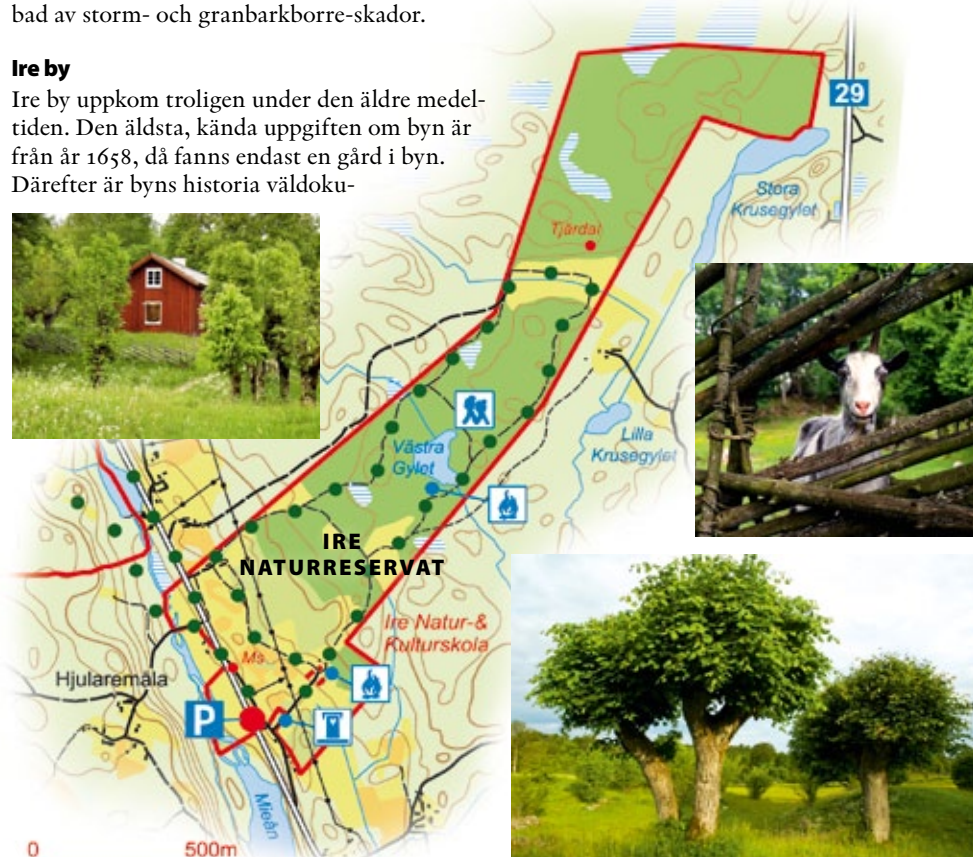 bad av storm- och granbarkborre-skador.
Ire by
Ire by uppkom troligen under den äldre medel-
tiden. Den äldsta, kända uppgiften om byn är
från år 1658, då fanns endast en gård i byn.
Därefter är byns historia väldoku-
29
Stora
Krusegylet
Tjärdal
Västra
Gylet
Lilla
Krusegylet
IRE
NATURRESERVAT
Ire Natur-&
Kulturskola
Ms
Hjularemåla
P
Mieån
0 500m